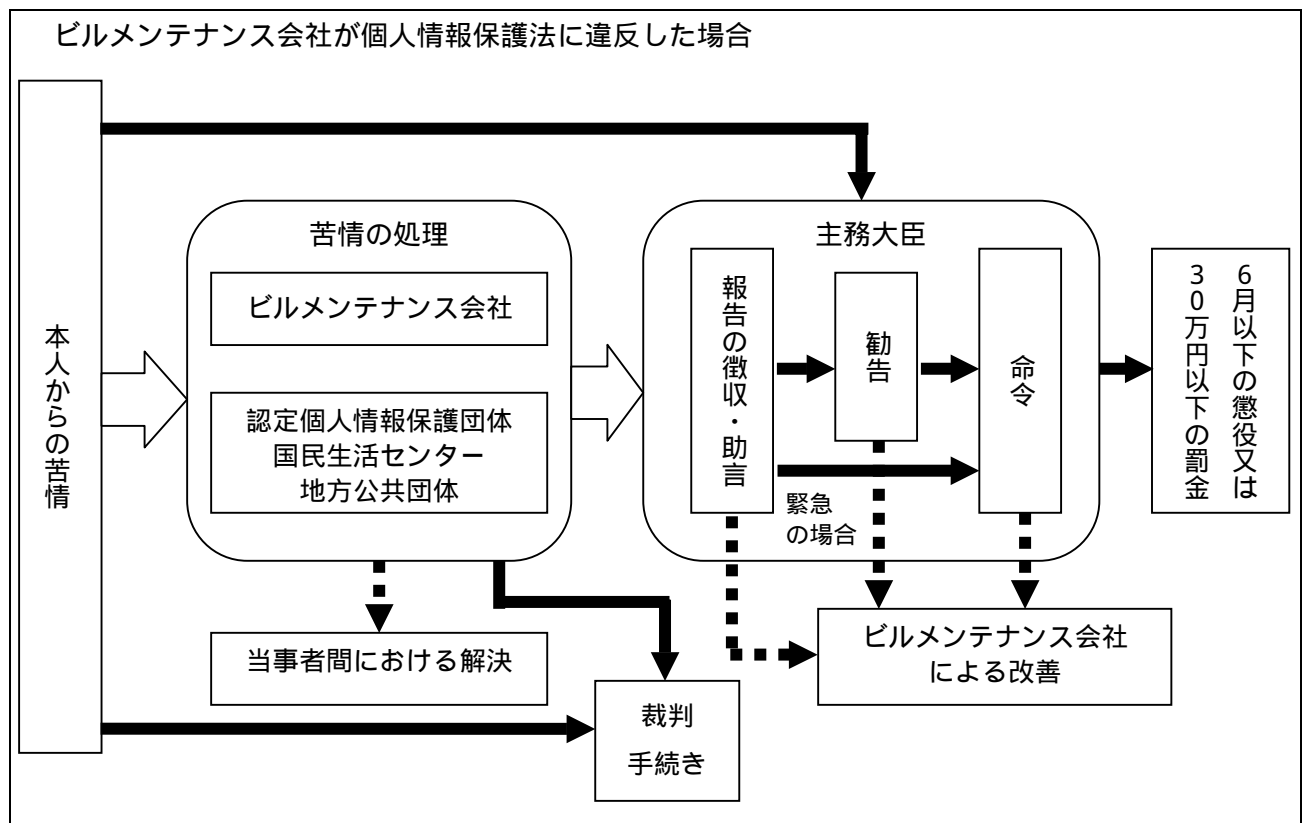 ビルメンテナンス会社が個人情報保護法に違反した場合
本人からの苦情
苦情の処理
ビルメンテナンス会社
認定個人情報保護団体
国民生活センター
地方公共団体
当事者間における解決
裁判
手続き
主務大臣
報告の徴収・助言
勧告
命令
緊急
の場合
ビルメンテナンス会社
による改善
6月以下の懲役又は
30万円以下の罰金